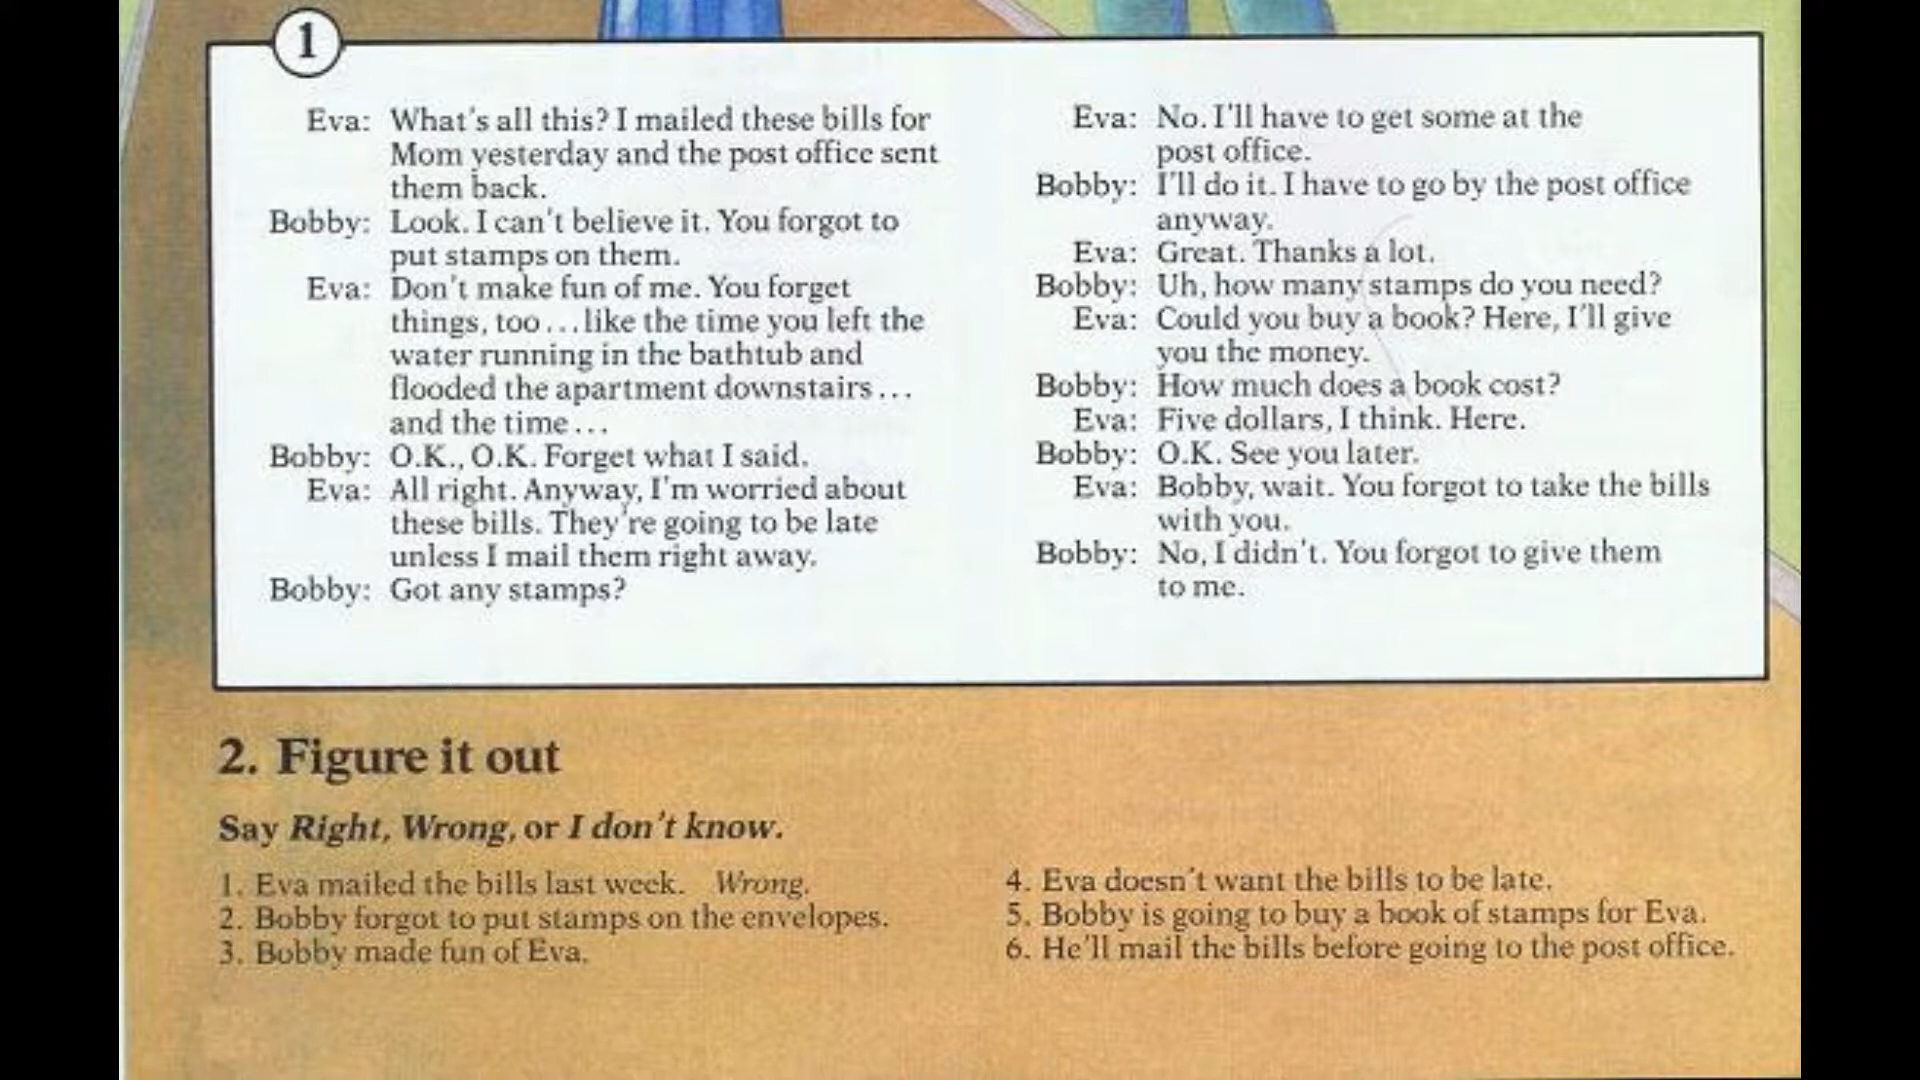 1
Eva: What's all this? I mailed these bills for
Mom yesterday and the post office sent
them back.
Bobby: Look. I can't believe it. You forgot to
put stamps on them.
Eva: Don't make fun of me. You forget
things, too...like the time you left the
water running in the bathtub and
flooded the apartment downstairs...
and the time...
Bobby: O.K., O.K. Forget what I said.
Eva: All right. Anyway, I'm worried about
these bills. They're going to be late
unless I mail them right away.
Bobby: Got any stamps?
Eva: No. I'll have to get some at the
post office.
Bobby: I'll do it. I have to go by the post office
anyway.
Eva: Great. Thanks a lot.
Bobby: Uh, how many stamps do you need?
Eva: Could you buy a book? Here, I'll give
you the money.
Bobby: How much does a book cost?
Eva: Five dollars, I think. Here.
Bobby: O.K. See you later.
Eva: Bobby, wait. You forgot to take the bills
with you.
Bobby: No, I didn't. You forgot to give them
to me.
2. Figure it out
Say Right, Wrong, or I don't know.
1. Eva mailed the bills last week. Wrong.
2. Bobby forgot to put stamps on the envelopes.
3. Bobby made fun of Eva.
4. Eva doesn't want the bills to be late.
5. Bobby is going to buy a book of stamps for Eva.
6. He'll mail the bills before going to the post office.